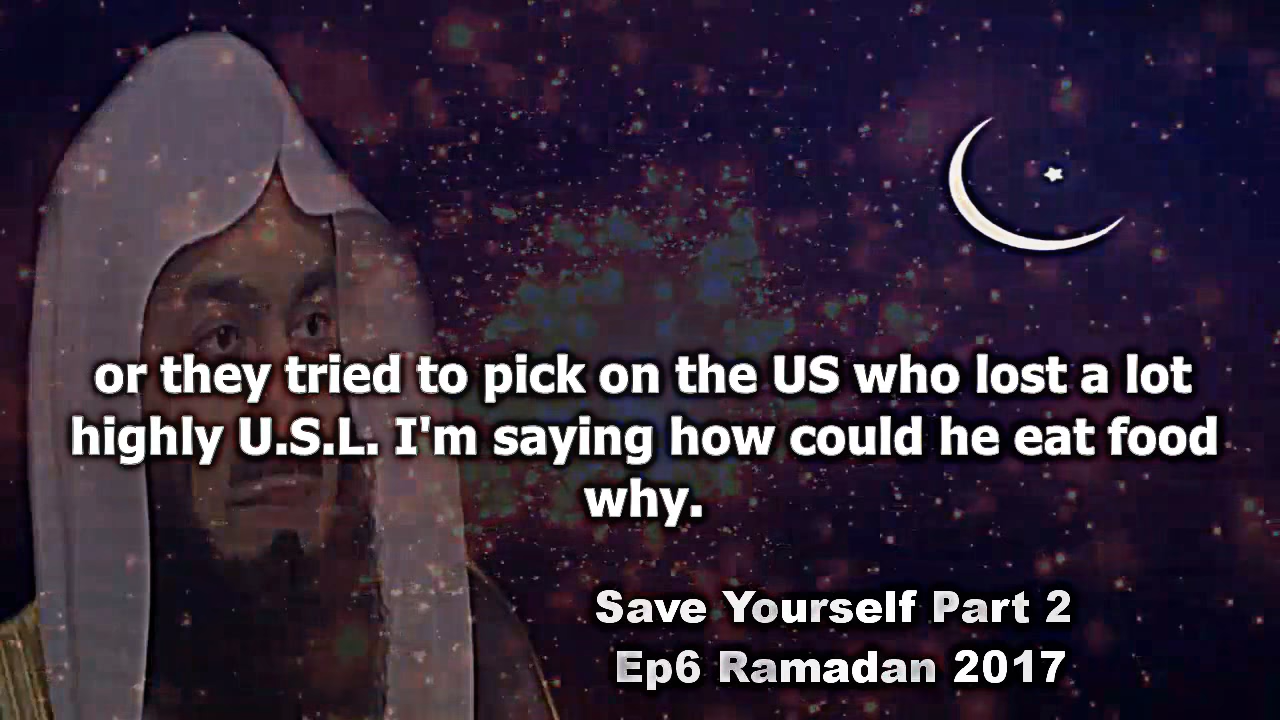 or they tried to pick on the US who lost a lot
highly U.S.L. I'm saying how could he eat food
why.
Save Yourself Part 2
Ep6 Ramadan 2017